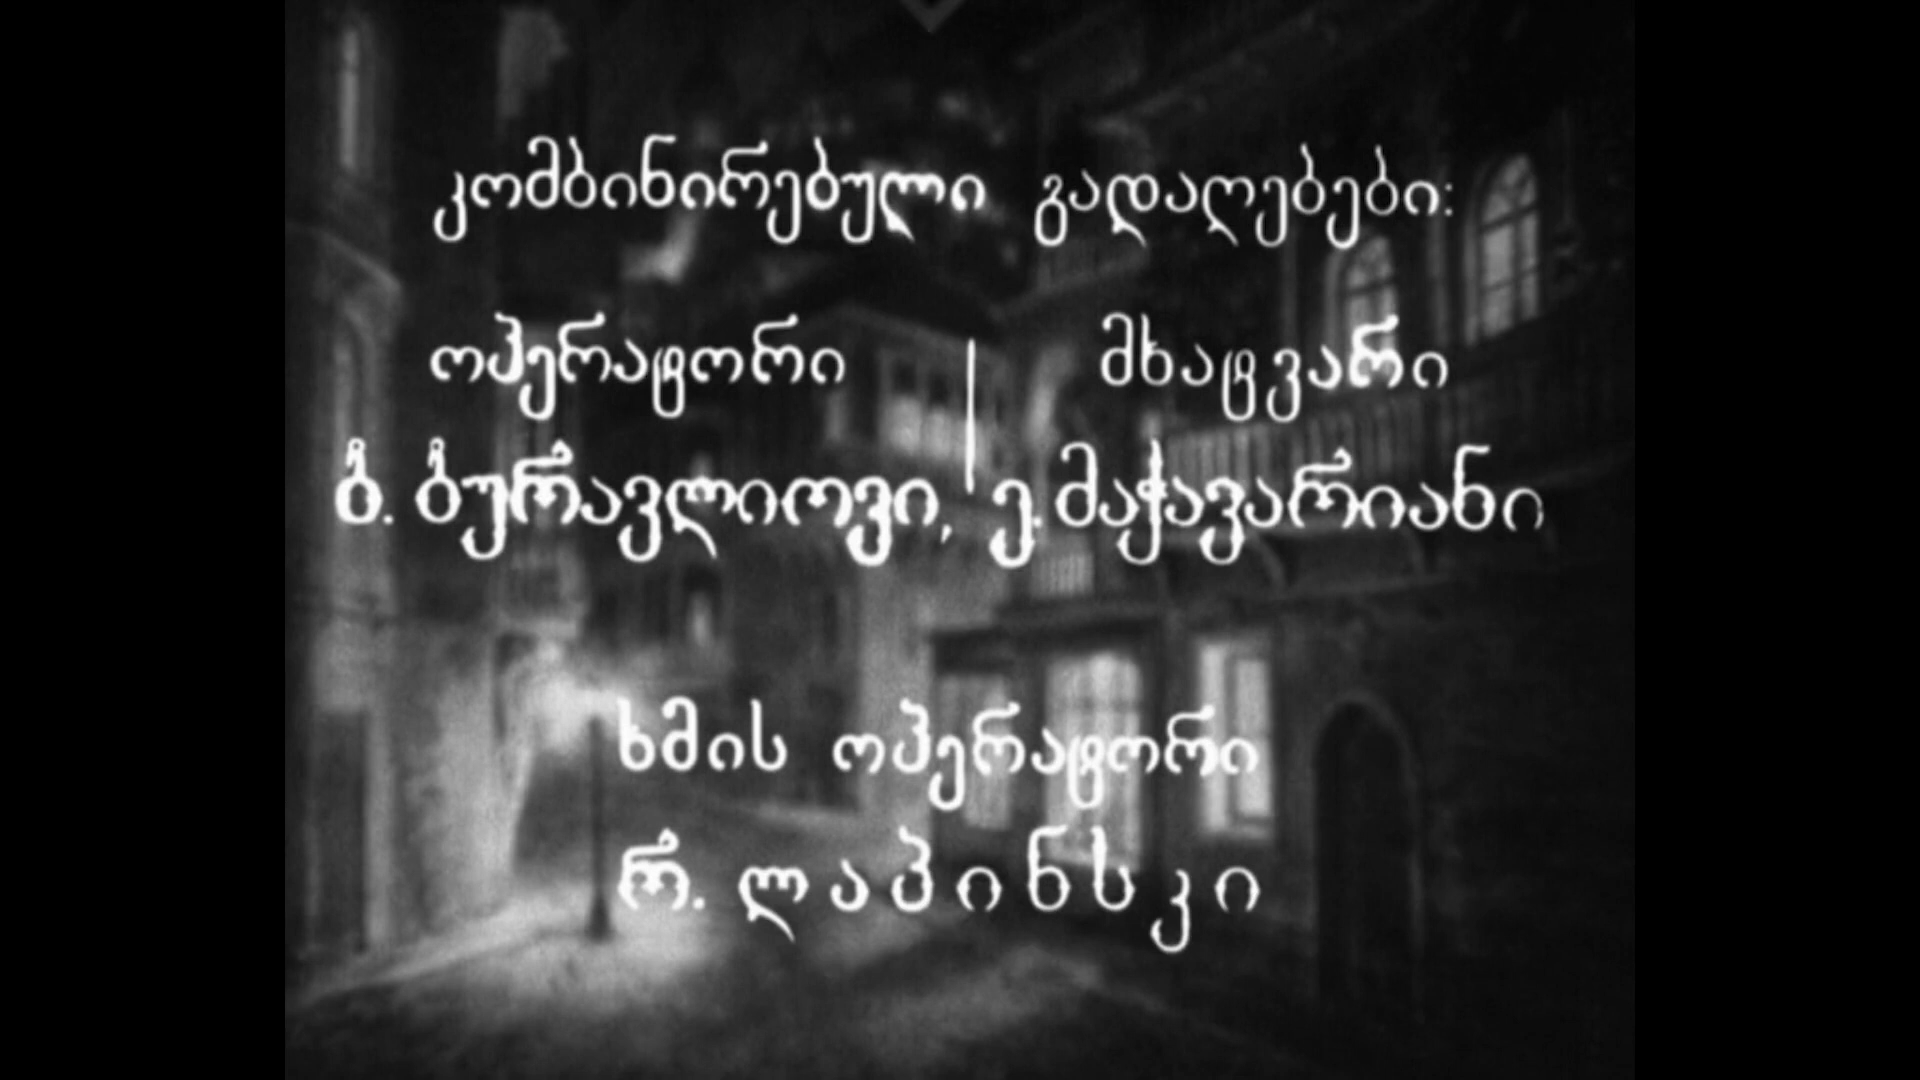 კომბინირებული გადაღებები:
ოპერატორი | მხატვარი
ბ. ბურავლიოვი, ე. მაჭავარიანი
ხმის ოპერატორი
რ. ლაპინსკი